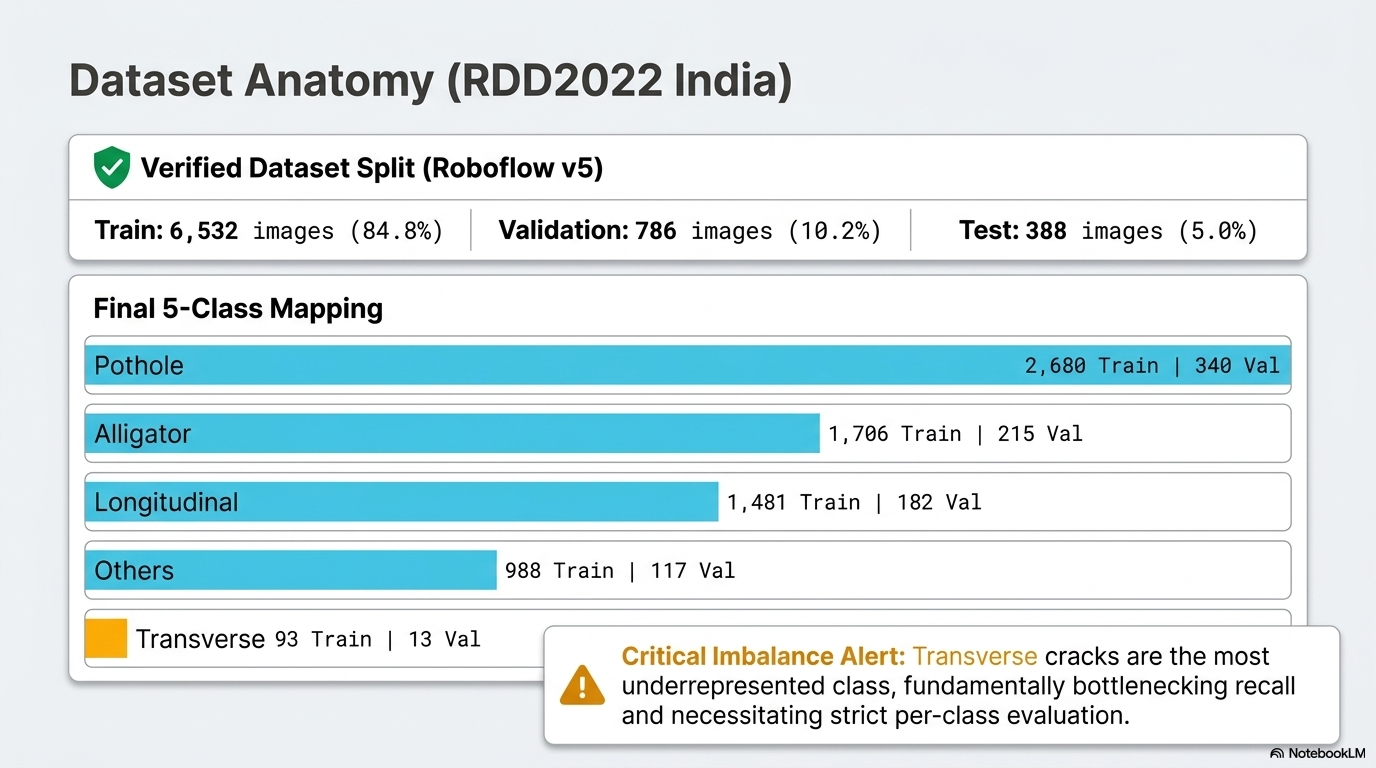 Dataset Anatomy (RDD2022 India)
Verified Dataset Split (Roboflow v5)
Train: 6,532 images (84.8%)
Validation: 786 images (10.2%)
Test: 388 images (5.0%)
Final 5-Class Mapping
Pothole 2,680 Train | 340 Val
Alligator 1,706 Train | 215 Val
Longitudinal 1,481 Train | 182 Val
Others 988 Train | 117 Val
Transverse 93 Train | 13 Val
Critical Imbalance Alert: Transverse cracks are the most
underrepresented class, fundamentally bottlenecking recall
and necessitating strict per-class evaluation.
NotebookLM